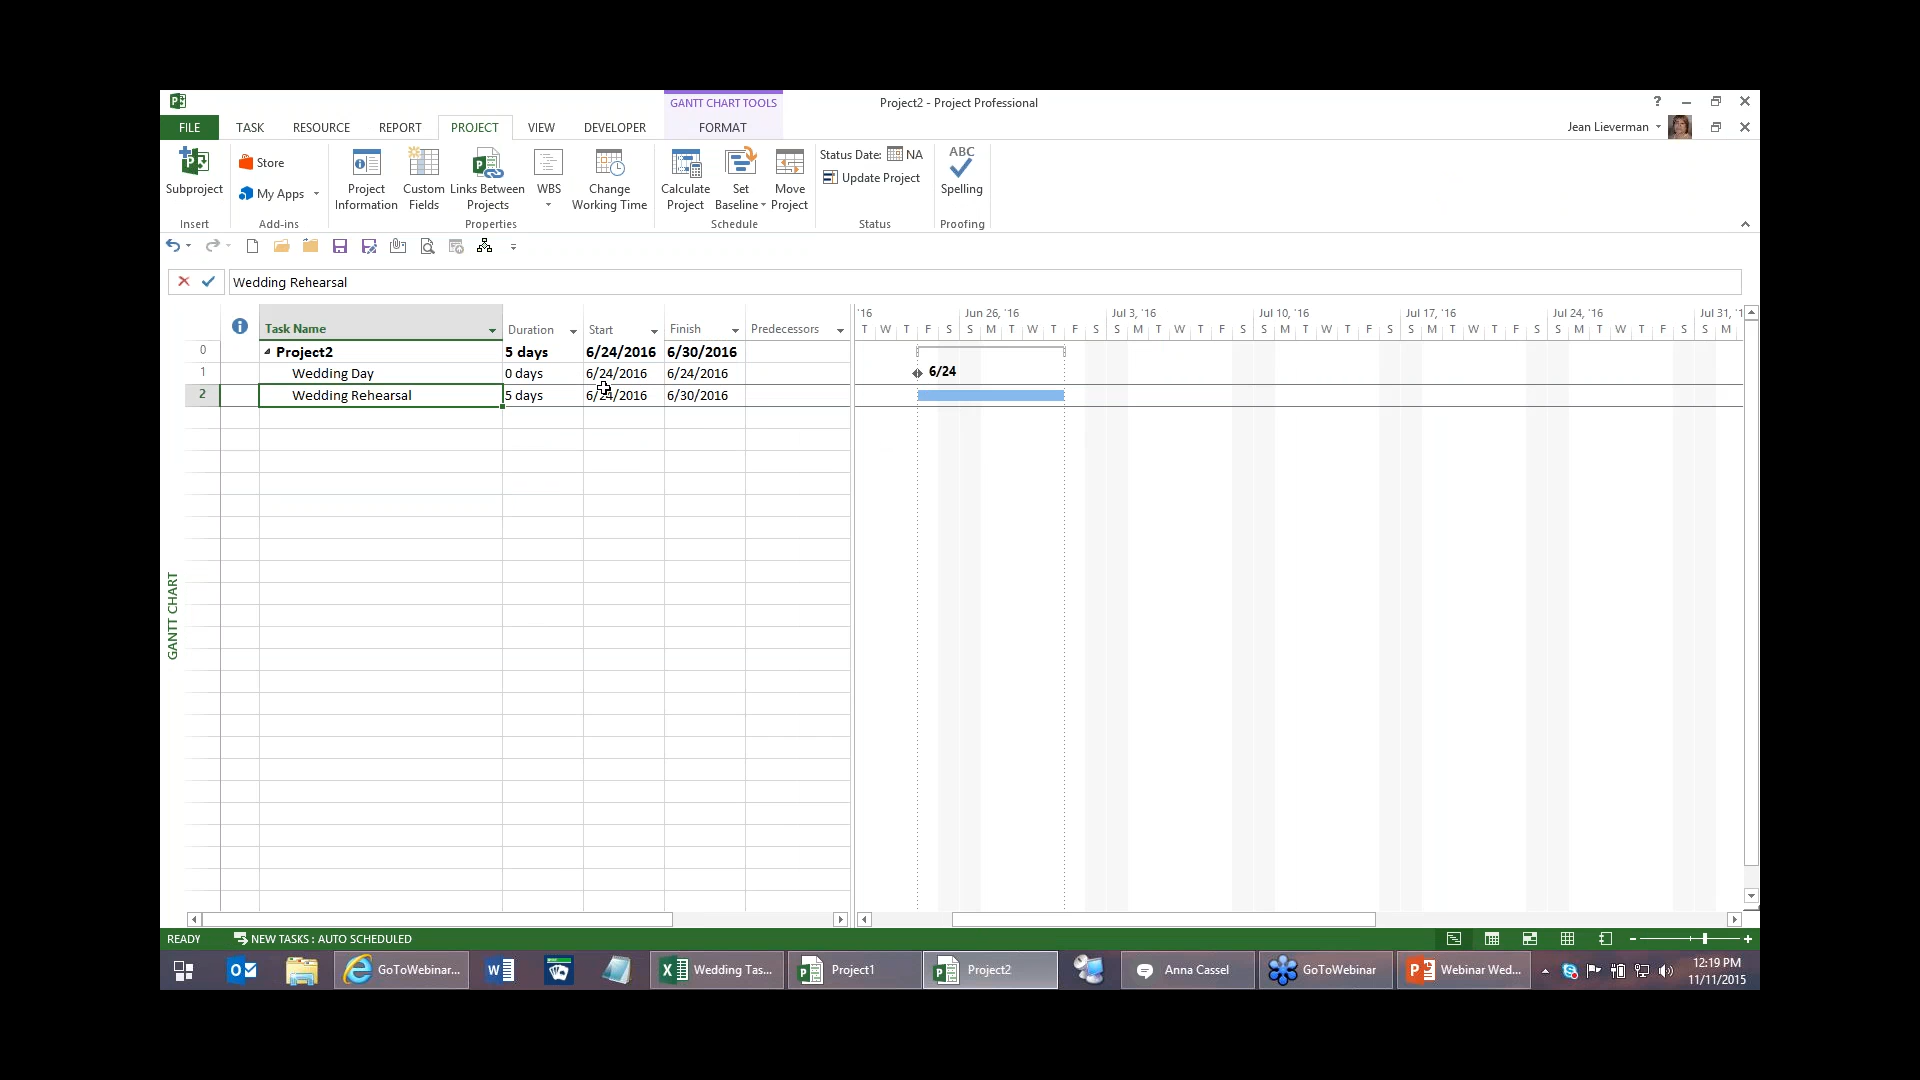 GANTT CHART TOOLS
Project2 - Project Professional
?
FILE TASK RESOURCE REPORT PROJECT VIEW DEVELOPER FORMAT
Jean Lieverman
Subproject
Insert
Store
My Apps
Add-ins
Project Information
Custom Fields
Links Between Projects
WBS
Change Working Time
Properties
Calculate Project
Set Baseline
Move Project
Schedule
Status Date: NA
Update Project
Status
ABC
Spelling
Proofing
Wedding Rehearsal
Task Name Duration Start Finish Predecessors
0 Project2 5 days 6/24/2016 6/30/2016
1 Wedding Day 0 days 6/24/2016 6/24/2016
2 Wedding Rehearsal 5 days 6/24/2016 6/30/2016
'16 Jun 26, '16 Jul 3, '16 Jul 10, '16 Jul 17, '16 Jul 24, '16 Jul 31, '1
T W T F S S M T W T F S S M T W T F S S M T W T F S S M T W T F S S M T W T F S S M
6/24
GANTT CHART
READY NEW TASKS : AUTO SCHEDULED
GoToWebinar...
Wedding Tas...
Project1
Project2
Anna Cassel
GoToWebinar
Webinar Wed...
12:19 PM
11/11/2015